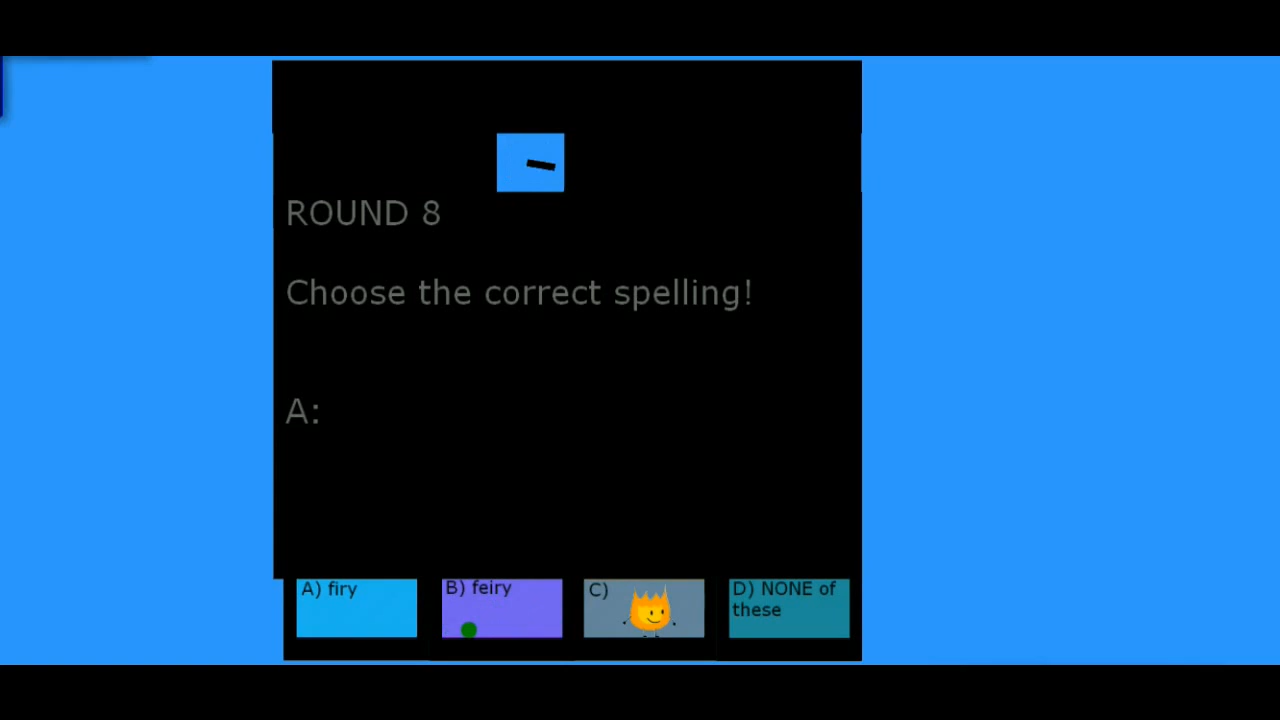 ROUND 8
Choose the correct spelling!
A:
A) firy
B) feiry
C)
D) NONE of
these